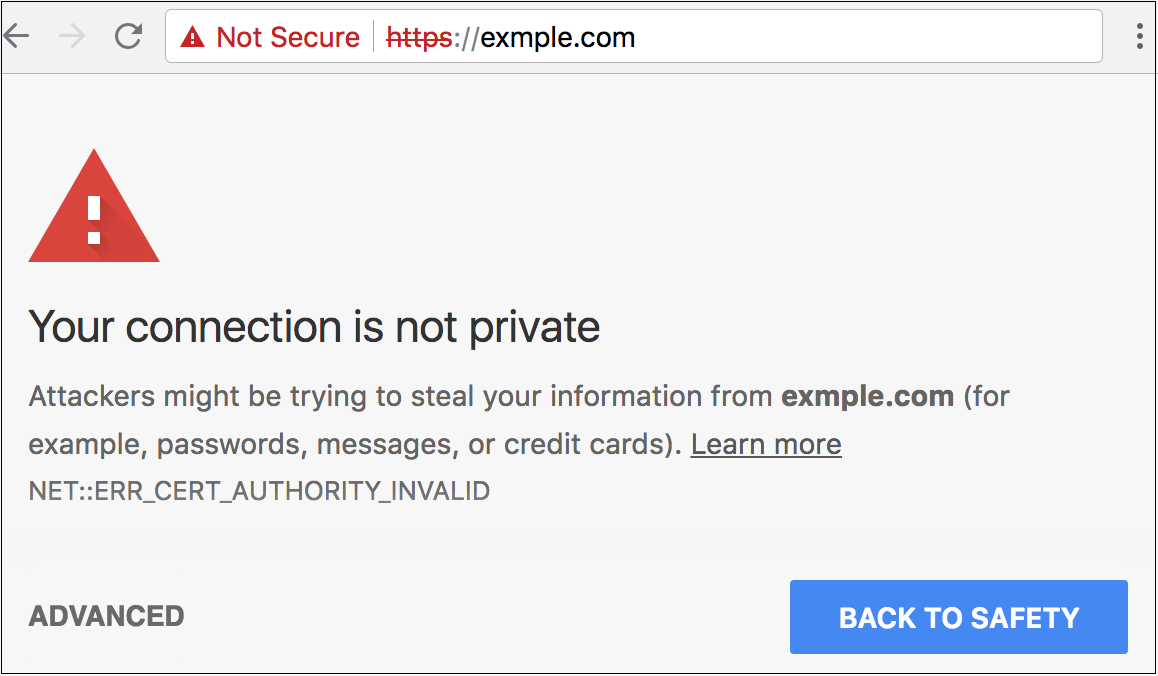 Not Secure https://exmple.com
Your connection is not private
Attackers might be trying to steal your information from exmple.com (for
example, passwords, messages, or credit cards). Learn more
NET::ERR_CERT_AUTHORITY_INVALID
ADVANCED
BACK TO SAFETY